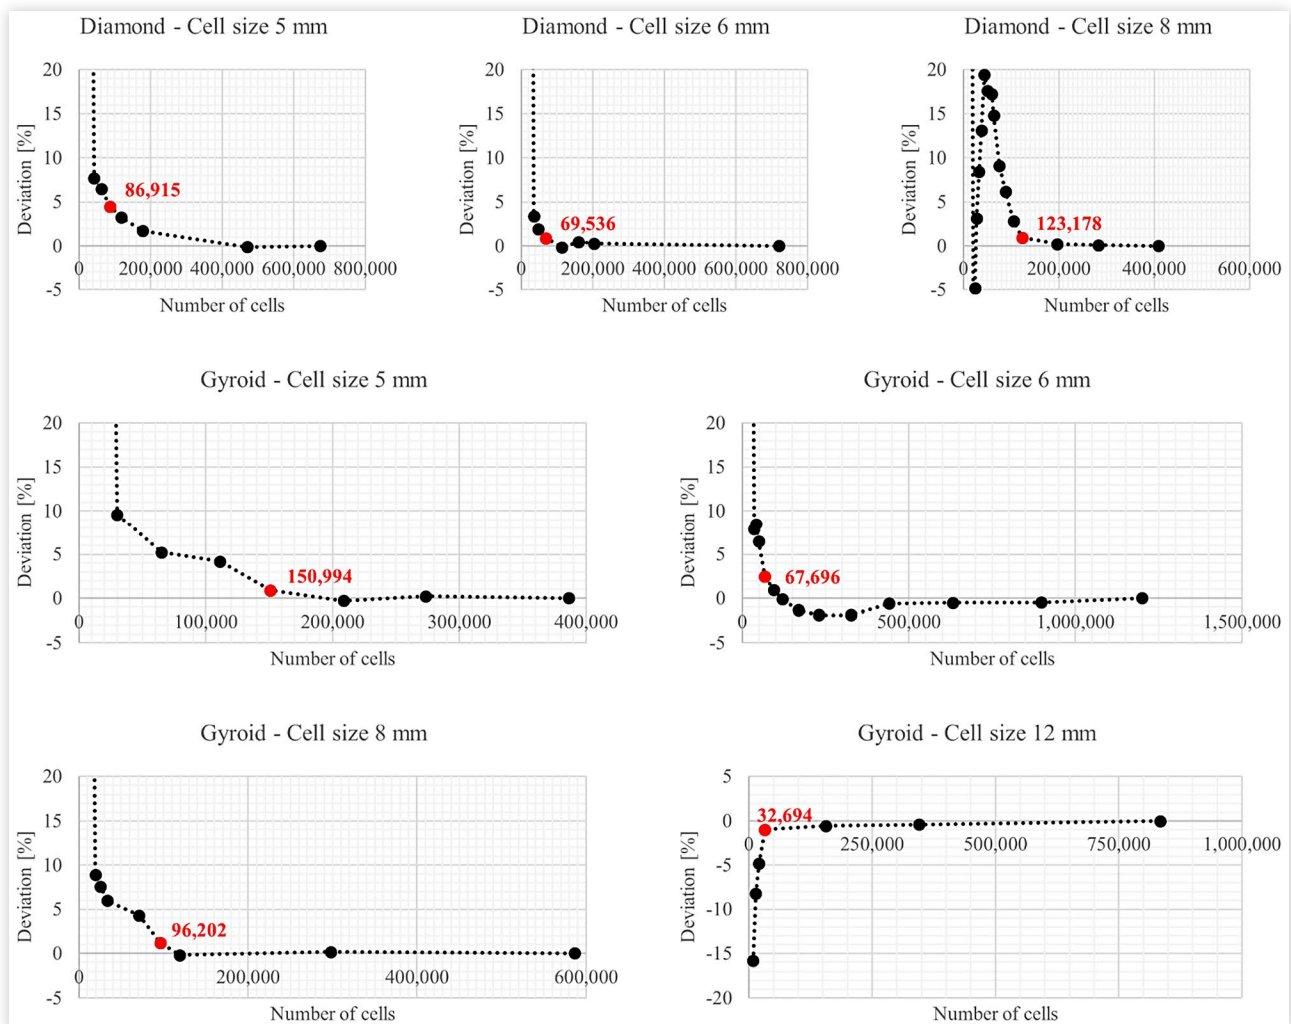 Diamond - Cell size 5 mm
20
15
10
5
0
-5
Deviation [%]
86,915
0 200,000 400,000 600,000 800,000
Number of cells
Diamond - Cell size 6 mm
20
15
10
5
0
-5
Deviation [%]
69,536
0 200,000 400,000 600,000 800,000
Number of cells
Diamond - Cell size 8 mm
20
15
10
5
0
-5
Deviation [%]
123,178
0 200,000 400,000 600,000
Number of cells
Gyroid - Cell size 5 mm
20
15
10
5
0
-5
Deviation [%]
150,994
0 100,000 200,000 300,000 400,000
Number of cells
Gyroid - Cell size 6 mm
20
15
10
5
0
-5
Deviation [%]
67,696
0 500,000 1,000,000 1,500,000
Number of cells
Gyroid - Cell size 8 mm
20
15
10
5
0
-5
Deviation [%]
96,202
0 200,000 400,000 600,000
Number of cells
Gyroid - Cell size 12 mm
5
0
-5
-10
-15
-20
Deviation [%]
32,694
0 250,000 500,000 750,000 1,000,000
Number of cells